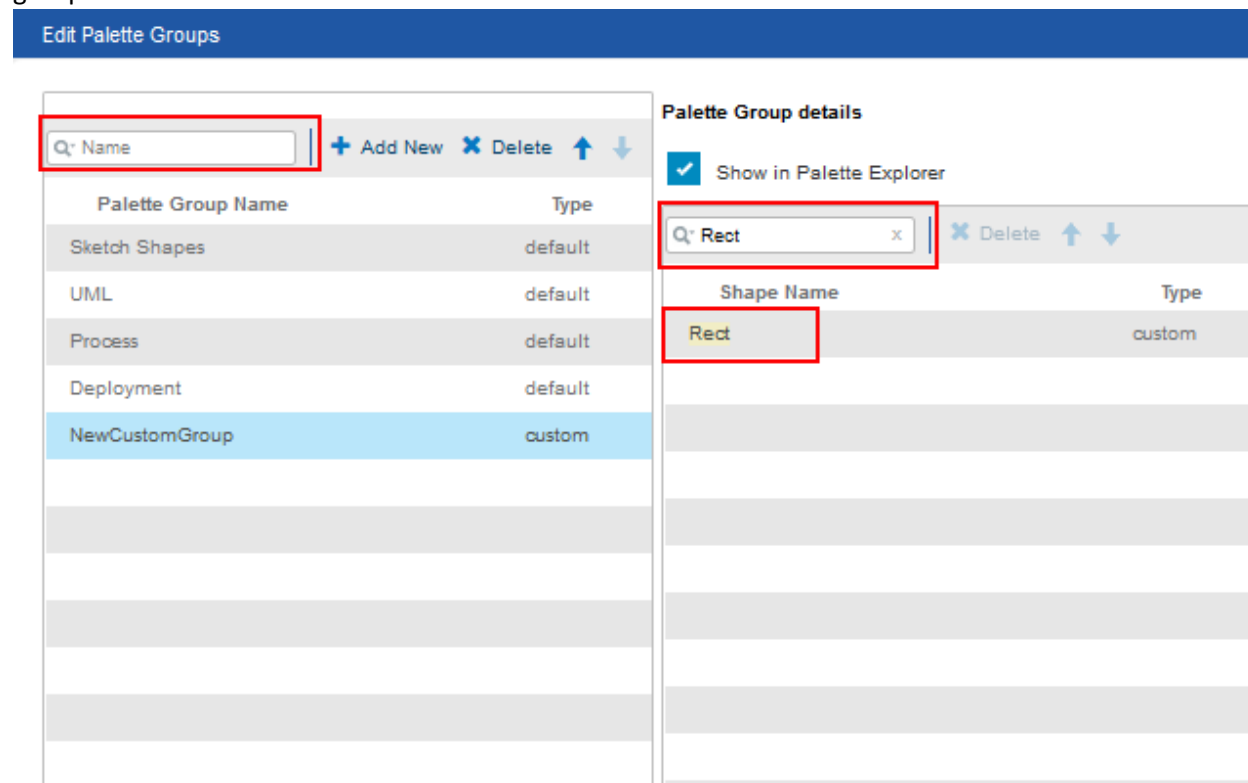 Edit Palette Groups
Name
Add New Delete
Palette Group Name Type
Sketch Shapes default
UML default
Process default
Deployment default
NewCustomGroup custom
Palette Group details
Show in Palette Explorer
Rect x Delete
Shape Name Type
Rect custom